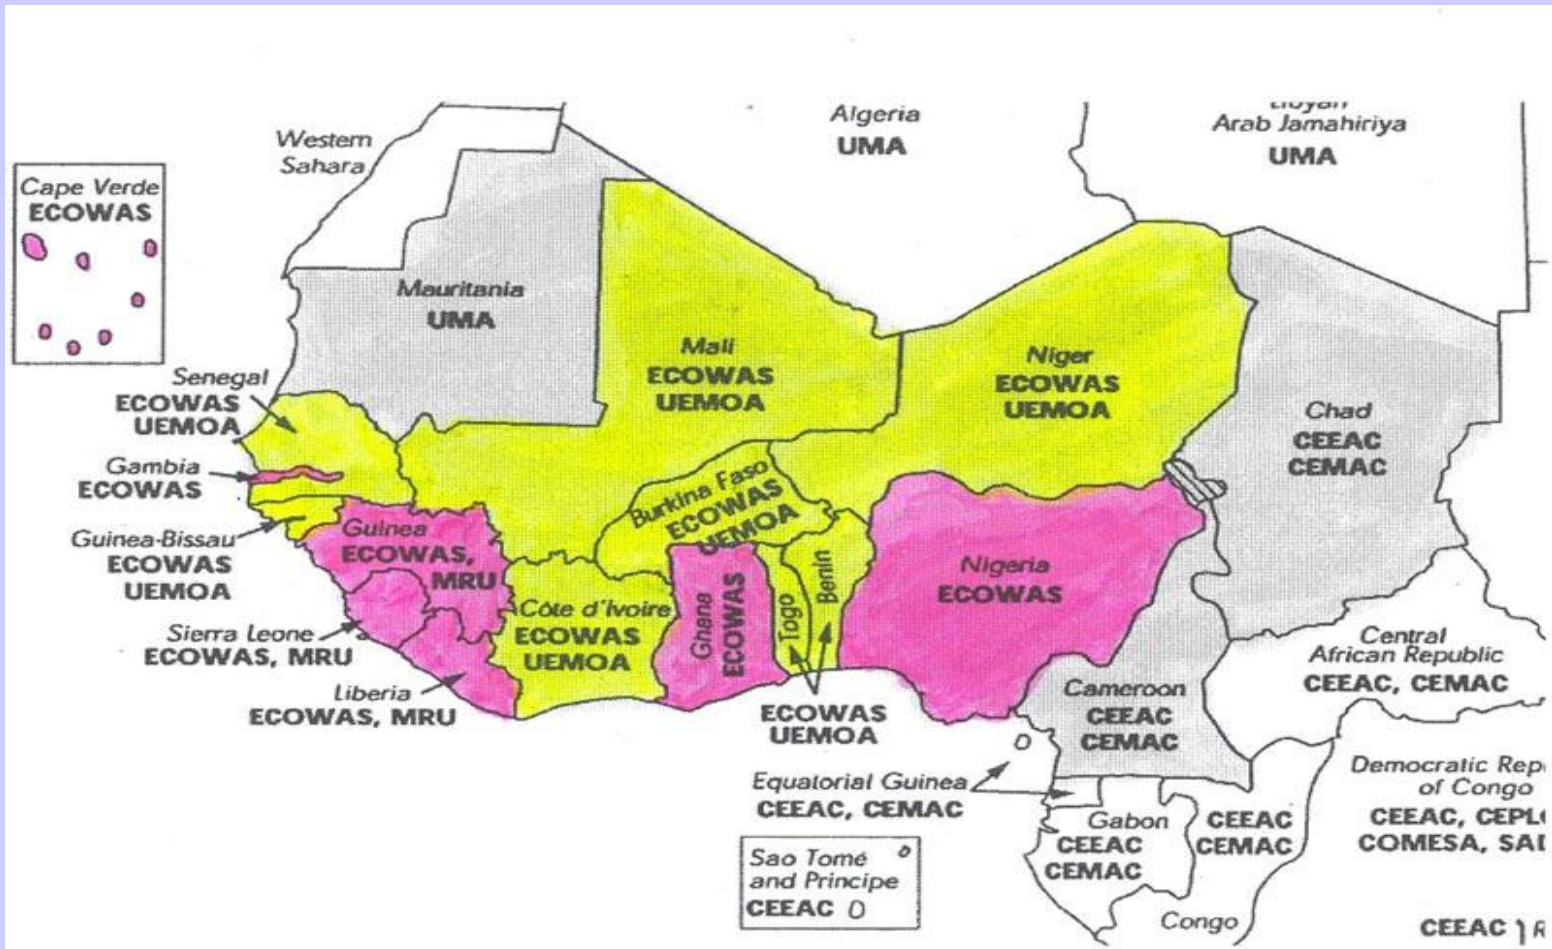 Western
Sahara
Algeria
UMA
Arab Jamahiriya
UMA
Cape Verde
ECOWAS
Mauritania
UMA
Mali
ECOWAS
UEMOA
Niger
ECOWAS
UEMOA
Chad
CEEAC
CEMAC
Senegal
ECOWAS
UEMOA
Gambia
ECOWAS
Guinea-Bissau
ECOWAS
UEMOA
Guinea
ECOWAS,
MRU
Burkina Faso
ECOWAS
UEMOA
Sierra Leone
ECOWAS, MRU
Liberia
ECOWAS, MRU
Côte d'Ivoire
ECOWAS
UEMOA
Ghana
ECOWAS
Togo
Benin
ECOWAS
UEMOA
Nigeria
ECOWAS
Cameroon
CEEAC
CEMAC
Central
African Republic
CEEAC, CEMAC
Equatorial Guinea
CEEAC, CEMAC
Gabon
CEEAC
CEMAC
CEEAC
CEMAC
Congo
Democratic
of Congo
CEEAC,
COMESA,
Sao Tomé
and Principe
CEEAC
CEEAC